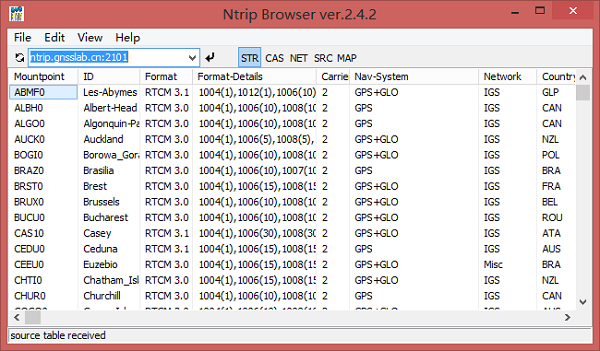 Ntrip Browser ver.2.4.2
File Edit View Help
ntrip.gnsslab.cn:2101 STR CAS NET SRC MAP
Mountpoint ID Format Format-Details Carrie Nav-System Network Country
ABMF0 Les-Abymes RTCM 3.1 1004(1),1012(1),1006(10) 2 GPS+GLO IGS GLP
ALBH0 Albert-Head RTCM 3.0 1004(1),1006(10),1008(10 2 GPS IGS CAN
ALGO0 Algonquin-Pa RTCM 3.0 1004(1),1006(10),1008(10 2 GPS IGS CAN
AUCK0 Auckland RTCM 3.0 1004(1),1006(5),1008(5), 2 GPS+GLO IGS NZL
BOGI0 Borowa_Gora RTCM 3.0 1004(1),1006(10),1008(10 2 GPS+GLO IGS POL
BRAZ0 Brasilia RTCM 3.0 1004(1),1006(10),1007(10 2 GPS IGS BRA
BRST0 Brest RTCM 3.0 1004(1),1006(15),1008(15 2 GPS+GLO IGS FRA
BRUX0 Brussels RTCM 3.0 1004(1),1006(10),1008(10 2 GPS+GLO IGS BEL
BUCU0 Bucharest RTCM 3.0 1004(1),1006(10),1008(10 2 GPS+GLO IGS ROU
CAS10 Casey RTCM 3.1 1004(1),1006(30),1008(30 2 GPS+GLO IGS ATA
CEDU0 Ceduna RTCM 3.1 1004(1),1006(15),1008(15 2 GPS IGS AUS
CEEU0 Euzebio RTCM 3.0 1004(1),1006(15),1008(15 2 GPS+GLO Misc BRA
CHTI0 Chatham_Isl RTCM 3.0 1004(1),1006(15),1008(15 2 GPS+GLO IGS NZL
CHUR0 Churchill RTCM 3.0 1004(1),1006(10),1008(10 2 GPS IGS CAN
source table received